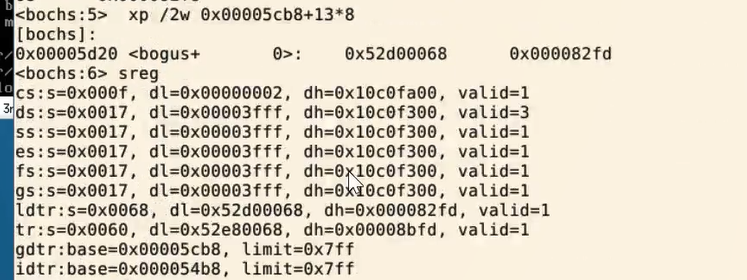 <bochs:5>  xp /2w 0x00005cb8+13*8
[bochs]:
0x00005d20 <bogus+       0>:    0x52d00068      0x000082fd
<bochs:6> sreg
cs:s=0x000f, dl=0x00000002, dh=0x10c0fa00, valid=1
ds:s=0x0017, dl=0x00003fff, dh=0x10c0f300, valid=3
ss:s=0x0017, dl=0x00003fff, dh=0x10c0f300, valid=1
es:s=0x0017, dl=0x00003fff, dh=0x10c0f300, valid=1
fs:s=0x0017, dl=0x00003fff, dh=0x10c0f300, valid=1
gs:s=0x0017, dl=0x00003fff, dh=0x10c0f300, valid=1
ldtr:s=0x0068, dl=0x52d00068, dh=0x000082fd, valid=1
tr:s=0x0060, dl=0x52e80068, dh=0x00008bfd, valid=1
gdtr:base=0x00005cb8, limit=0x7ff
idtr:base=0x000054b8, limit=0x7ff